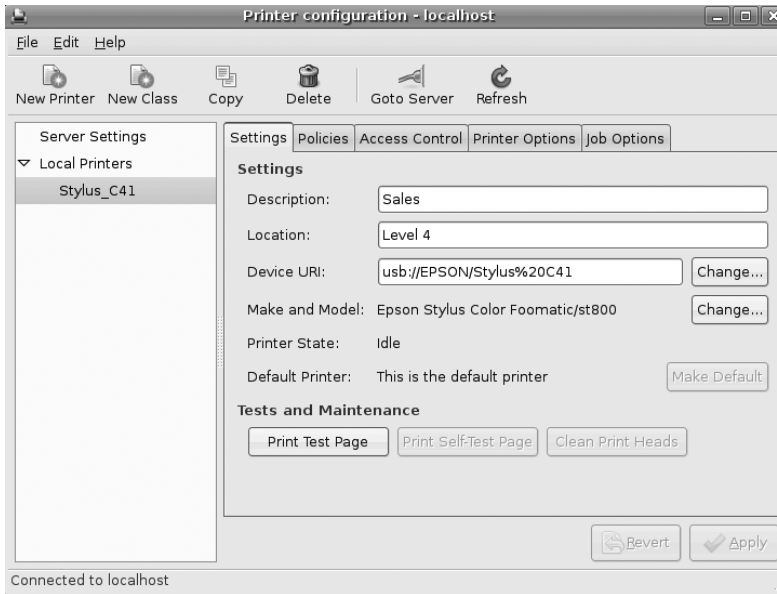 Printer configuration - localhost
File Edit Help
New Printer New Class Copy Delete Goto Server Refresh
Server Settings
Local Printers
Stylus_C41
Settings Policies Access Control Printer Options Job Options
Settings
Description: Sales
Location: Level 4
Device URI: usb://EPSON/Stylus%20C41 Change...
Make and Model: Epson Stylus Color Foomatic/st800 Change...
Printer State: Idle
Default Printer: This is the default printer Make Default
Tests and Maintenance
Print Test Page Print Self-Test Page Clean Print Heads
Revert Apply
Connected to localhost